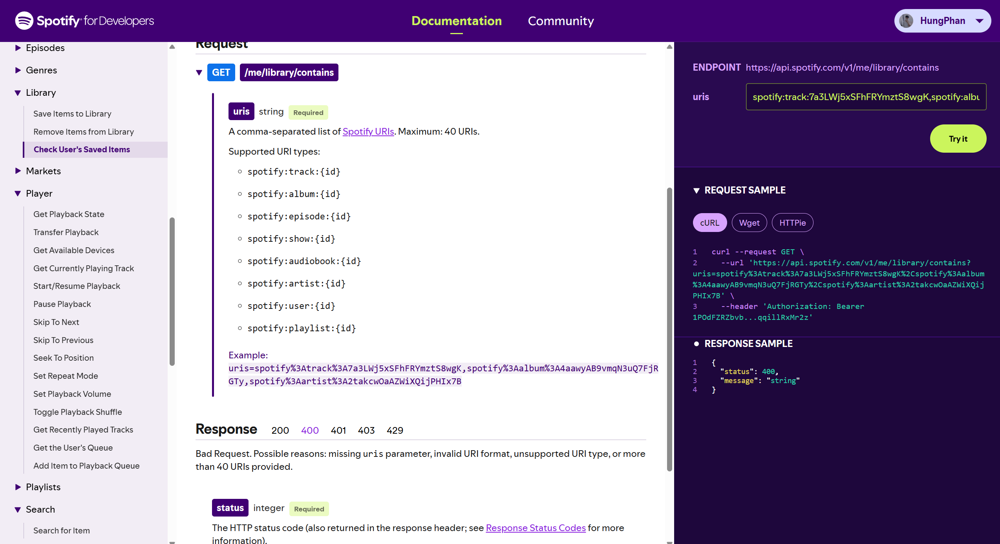 Spotify for Developers
Documentation
Community
HungPhan
Episodes
Genres
Library
Save Items to Library
Remove Items from Library
Check User's Saved Items
Markets
Player
Get Playback State
Transfer Playback
Get Available Devices
Get Currently Playing Track
Start/Resume Playback
Pause Playback
Skip To Next
Skip To Previous
Seek To Position
Set Repeat Mode
Set Playback Volume
Toggle Playback Shuffle
Get Recently Played Tracks
Get the User's Queue
Add Item to Playback Queue
Playlists
Search
Search for Item
Request
GET /me/library/contains
uris string Required
A comma-separated list of Spotify URIs. Maximum: 40 URIs.
Supported URI types:
spotify:track:{id}
spotify:album:{id}
spotify:episode:{id}
spotify:show:{id}
spotify:audiobook:{id}
spotify:artist:{id}
spotify:user:{id}
spotify:playlist:{id}
Example:
uris=spotify%3Atrack%3A7a3LWj5xSFhFRYmztS8wgK,spotify%3Aalbum%3A4aawyAB9vmqN3uQ7FjR
GTy,spotify%3Aartist%3A2takcwOaAZWiXQijPHIx7B
Response 200 400 401 403 429
Bad Request. Possible reasons: missing uris parameter, invalid URI format, unsupported URI type, or more
than 40 URIs provided.
status integer Required
The HTTP status code (also returned in the response header; see Response Status Codes for more
information).
ENDPOINT https://api.spotify.com/v1/me/library/contains
uris spotify:track:7a3LWj5xSFhFRYmztS8wgK,spotify:albu
Try it
REQUEST SAMPLE
cURL Wget HTTPie
1 curl --request GET \
2 --url 'https://api.spotify.com/v1/me/library/contains?
uris=spotify%3Atrack%3A7a3LWj5xSFhFRYmztS8wgK%2Cspotify%3Aalbum
%3A4aawyAB9vmqN3uQ7FjRGTy%2Cspotify%3Aartist%3A2takcwOaAZWiXQij
PHIx7B' \
3 --header 'Authorization: Bearer
1POdFZRZbvb...qqillRxMr2z'
RESPONSE SAMPLE
1 {
2 "status": 400,
3 "message": "string"
4 }